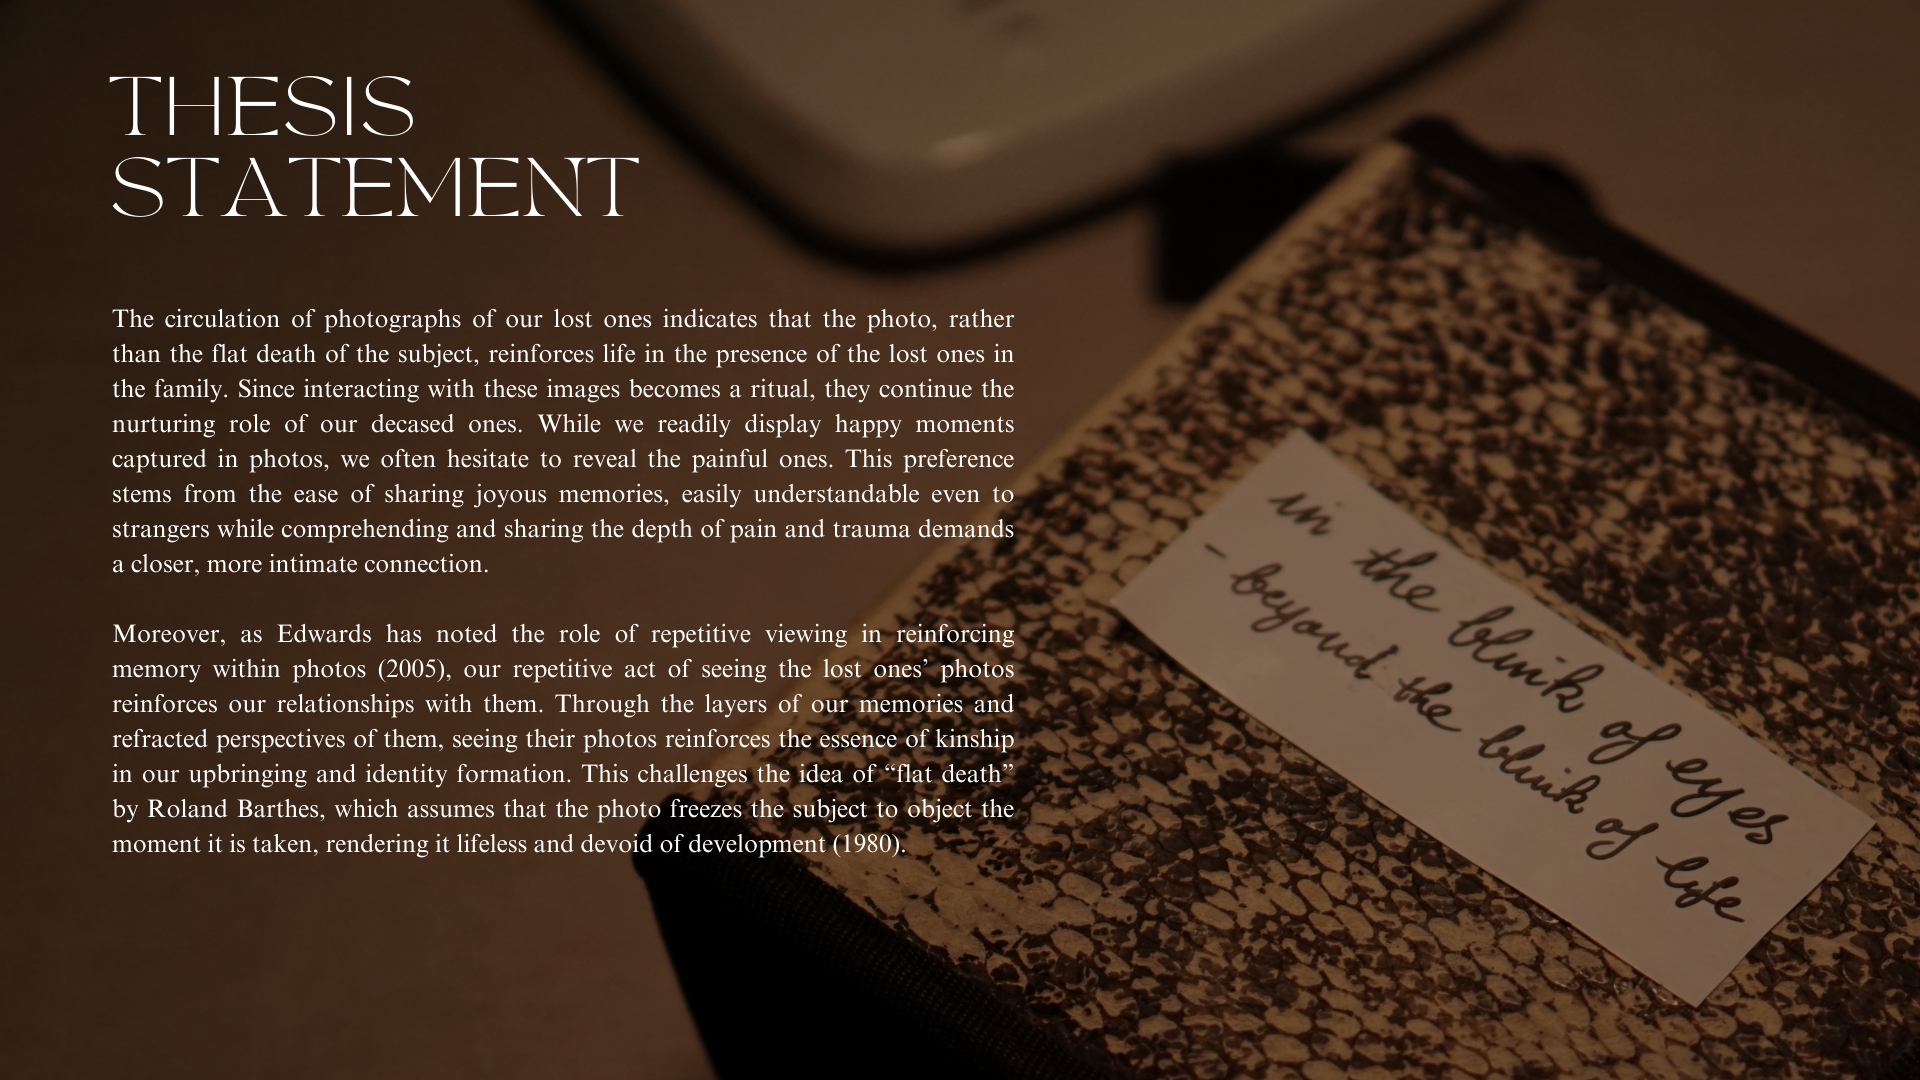 THESIS
STATEMENT
The circulation of photographs of our lost ones indicates that the photo, rather
than the flat death of the subject, reinforces life in the presence of the lost ones in
the family. Since interacting with these images becomes a ritual, they continue the
nurturing role of our decased ones. While we readily display happy moments
captured in photos, we often hesitate to reveal the painful ones. This preference
stems from the ease of sharing joyous memories, easily understandable even to
strangers while comprehending and sharing the depth of pain and trauma demands
a closer, more intimate connection.
Moreover, as Edwards has noted the role of repetitive viewing in reinforcing
memory within photos (2005), our repetitive act of seeing the lost ones’ photos
reinforces our relationships with them. Through the layers of our memories and
refracted perspectives of them, seeing their photos reinforces the essence of kinship
in our upbringing and identity formation. This challenges the idea of “flat death”
by Roland Barthes, which assumes that the photo freezes the subject to object the
moment it is taken, rendering it lifeless and devoid of development (1980).
in the blink of eyes
- beyond the blink of life